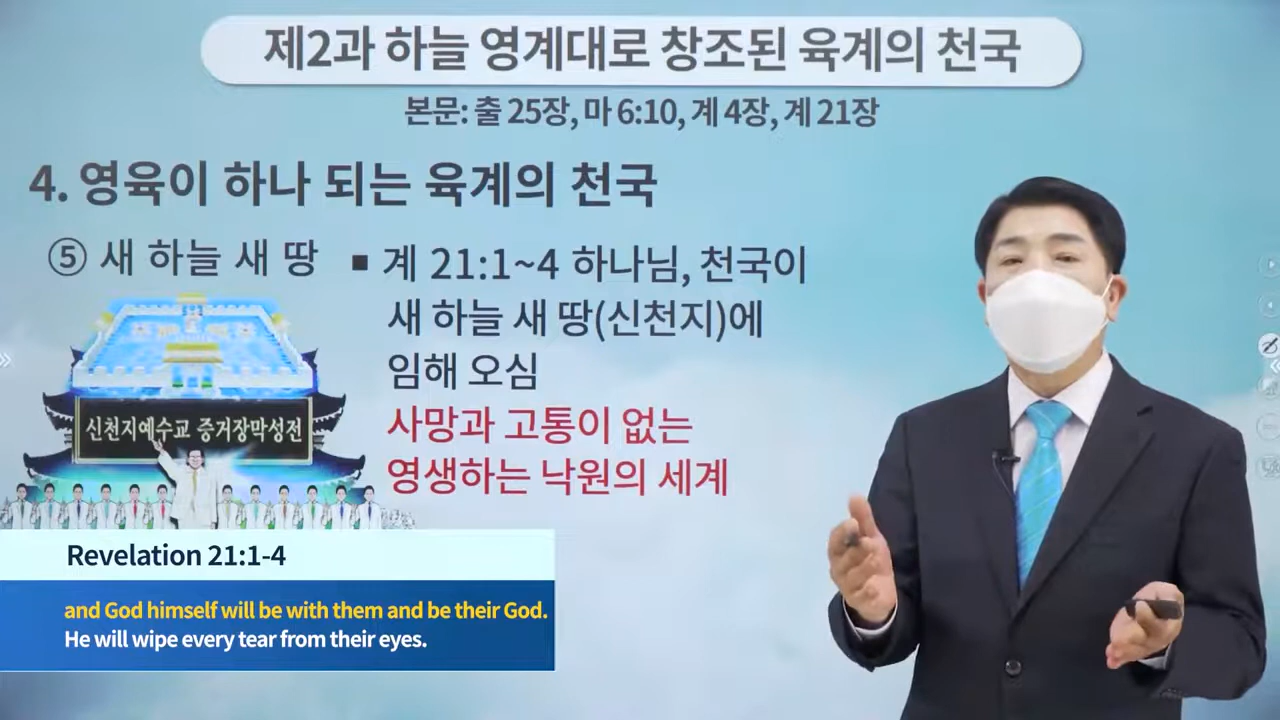 제2과 하늘 영계대로 창조된 육계의 천국
본문: 출 25장, 마 6:10, 계 4장, 계 21장
4. 영육이 하나 되는 육계의 천국
⑤ 새 하늘 새 땅
■ 계 21:1~4 하나님, 천국이
새 하늘 새 땅(신천지)에
임해 오심
사망과 고통이 없는
영생하는 낙원의 세계
신천지예수교 증거장막성전
Revelation 21:1-4
and God himself will be with them and be their God.
He will wipe every tear from their eyes.